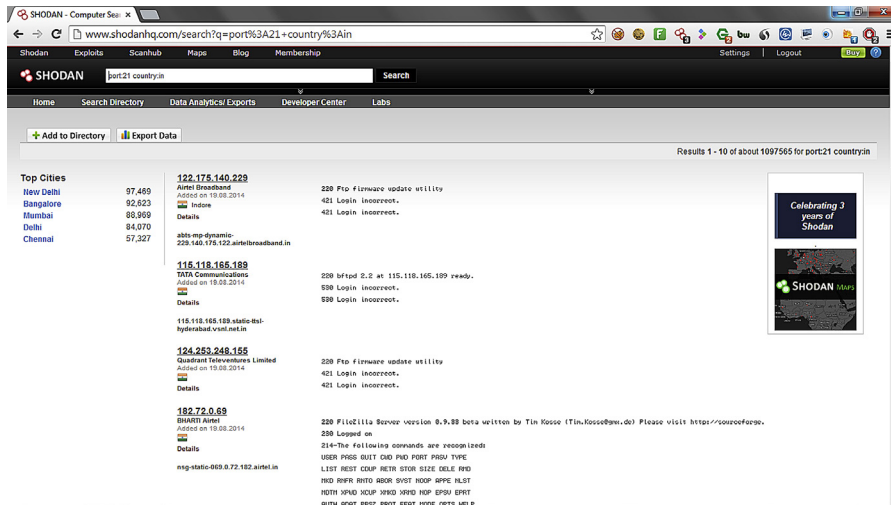 SHODAN - Computer Sear
www.shodanhq.com/search?q=port%3A21+country%3Ain
Shodan Exploits Scanhub Maps Blog Membership Settings Logout Buy
SHODAN port:21 country:in Search
Home Search Directory Data Analytics/ Exports Developer Center Labs
Add to Directory Export Data
Results 1 - 10 of about 1097565 for port:21 country:in
Top Cities
New Delhi 97,469
Bangalore 92,623
Mumbai 88,969
Delhi 84,070
Chennai 57,327
122.175.140.229
Airtel Broadband
Added on 19.08.2014
Indore
Details
abts-mp-dynamic-
229.140.175.122.airtelbroadband.in
220 Ftp firmware update utility
421 Login incorrect.
421 Login incorrect.
115.118.165.189
TATA Communications
Added on 19.08.2014
Details
115.118.165.189.static-ttsl-
hyderabad.vsnl.net.in
220 bftpd 2.2 at 115.118.165.189 ready.
530 Login incorrect.
530 Login incorrect.
124.253.248.155
Quadrant Televentures Limited
Added on 19.08.2014
Details
220 Ftp firmware update utility
421 Login incorrect.
421 Login incorrect.
182.72.0.69
BHARTI Airtel
Added on 19.08.2014
Details
nsg-static-069.0.72.182.airtel.in
220 FileZilla Server version 0.9.33 beta written by Tim Kosse (Tim.Kosse@gmx.de) Please visit http://sourceforge.
230 Logged on
214-The following commands are recognized:
USER PASS QUIT CWD PWD PORT PASV TYPE
LIST REST CDUP RETR STOR SIZE DELE RMD
MKD RNFR RNTO ABOR SYST NOOP APPE NLST
MDTM XPWD XCUP XMKD XRMD NOP EPSV EPRT
AUTH ADAT PBSZ PROT FEAT MODE OPTS HELP
Celebrating 3
years of
Shodan
SHODAN MAPS